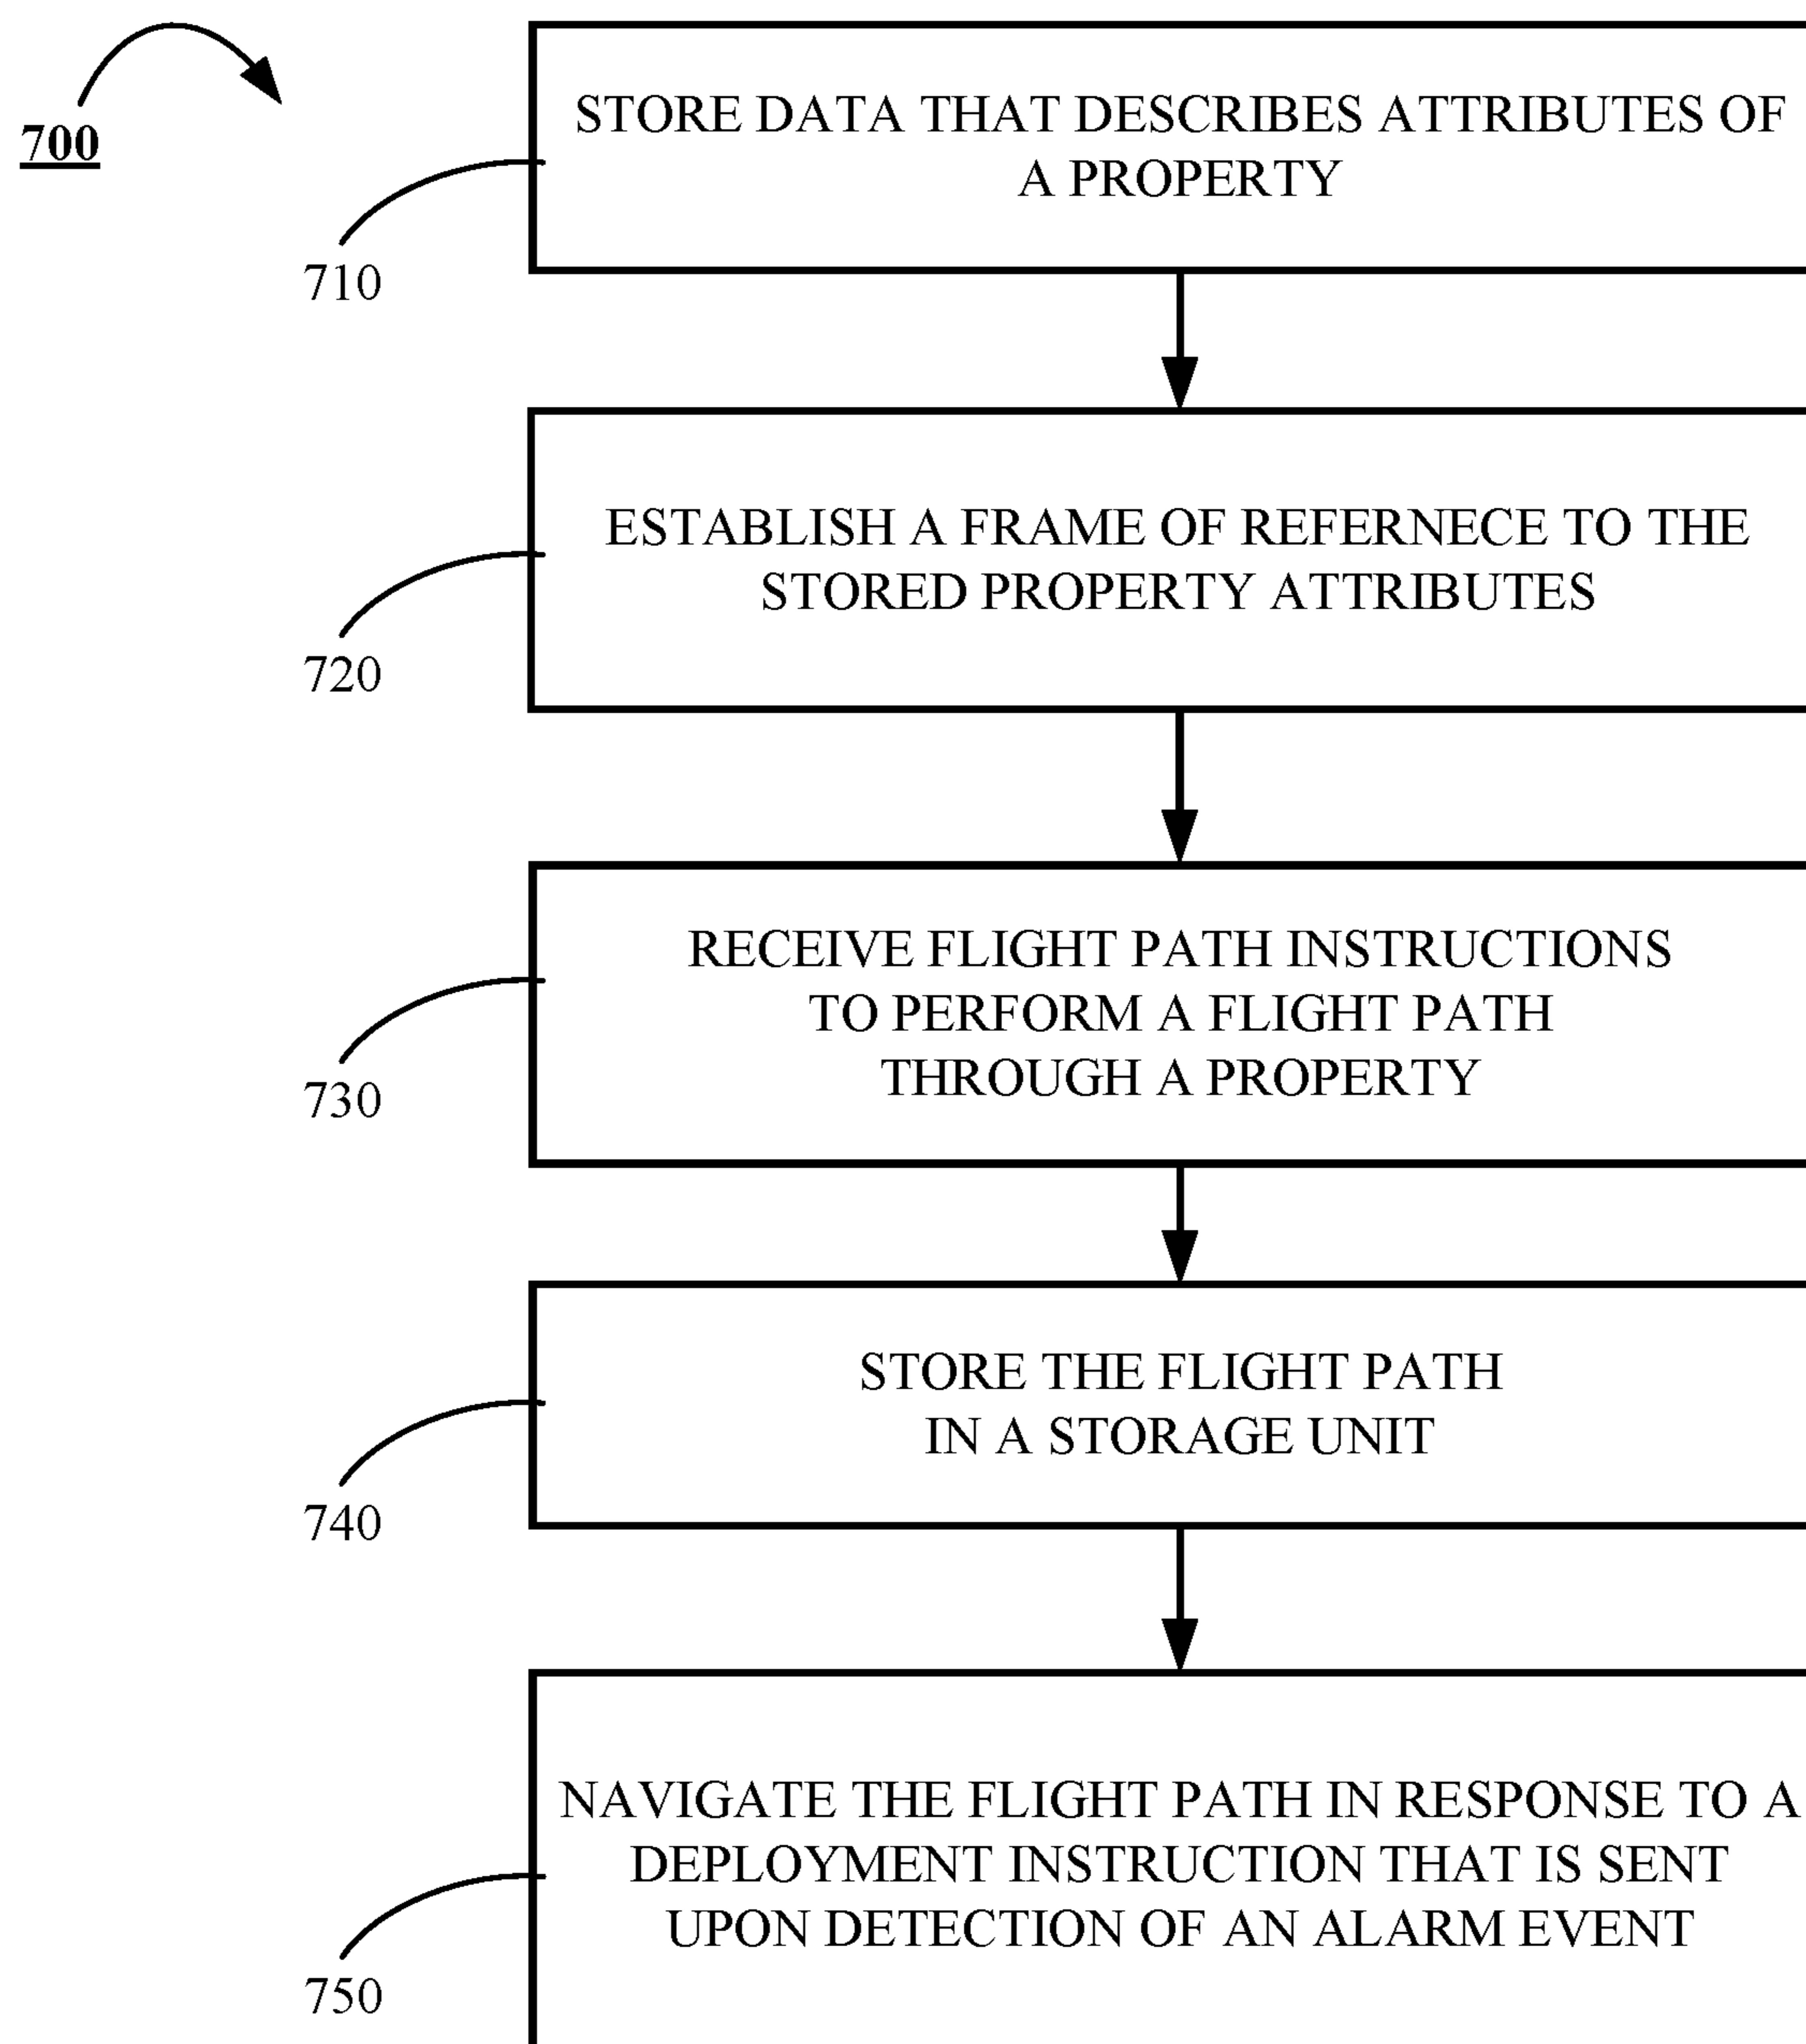 700
STORE DATA THAT DESCRIBES ATTRIBUTES OF
A PROPERTY
710
ESTABLISH A FRAME OF REFERNECE TO THE
STORED PROPERTY ATTRIBUTES
720
RECEIVE FLIGHT PATH INSTRUCTIONS
TO PERFORM A FLIGHT PATH
THROUGH A PROPERTY
730
STORE THE FLIGHT PATH
IN A STORAGE UNIT
740
NAVIGATE THE FLIGHT PATH IN RESPONSE TO A
DEPLOYMENT INSTRUCTION THAT IS SENT
UPON DETECTION OF AN ALARM EVENT
750